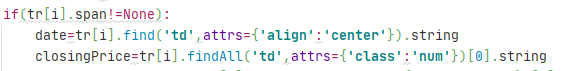 if(tr[i].span!=None):
    date=tr[i].find('td',attrs={'align':'center'}).string
    closingPrice=tr[i].findAll('td',attrs={'class':'num'})[0].string